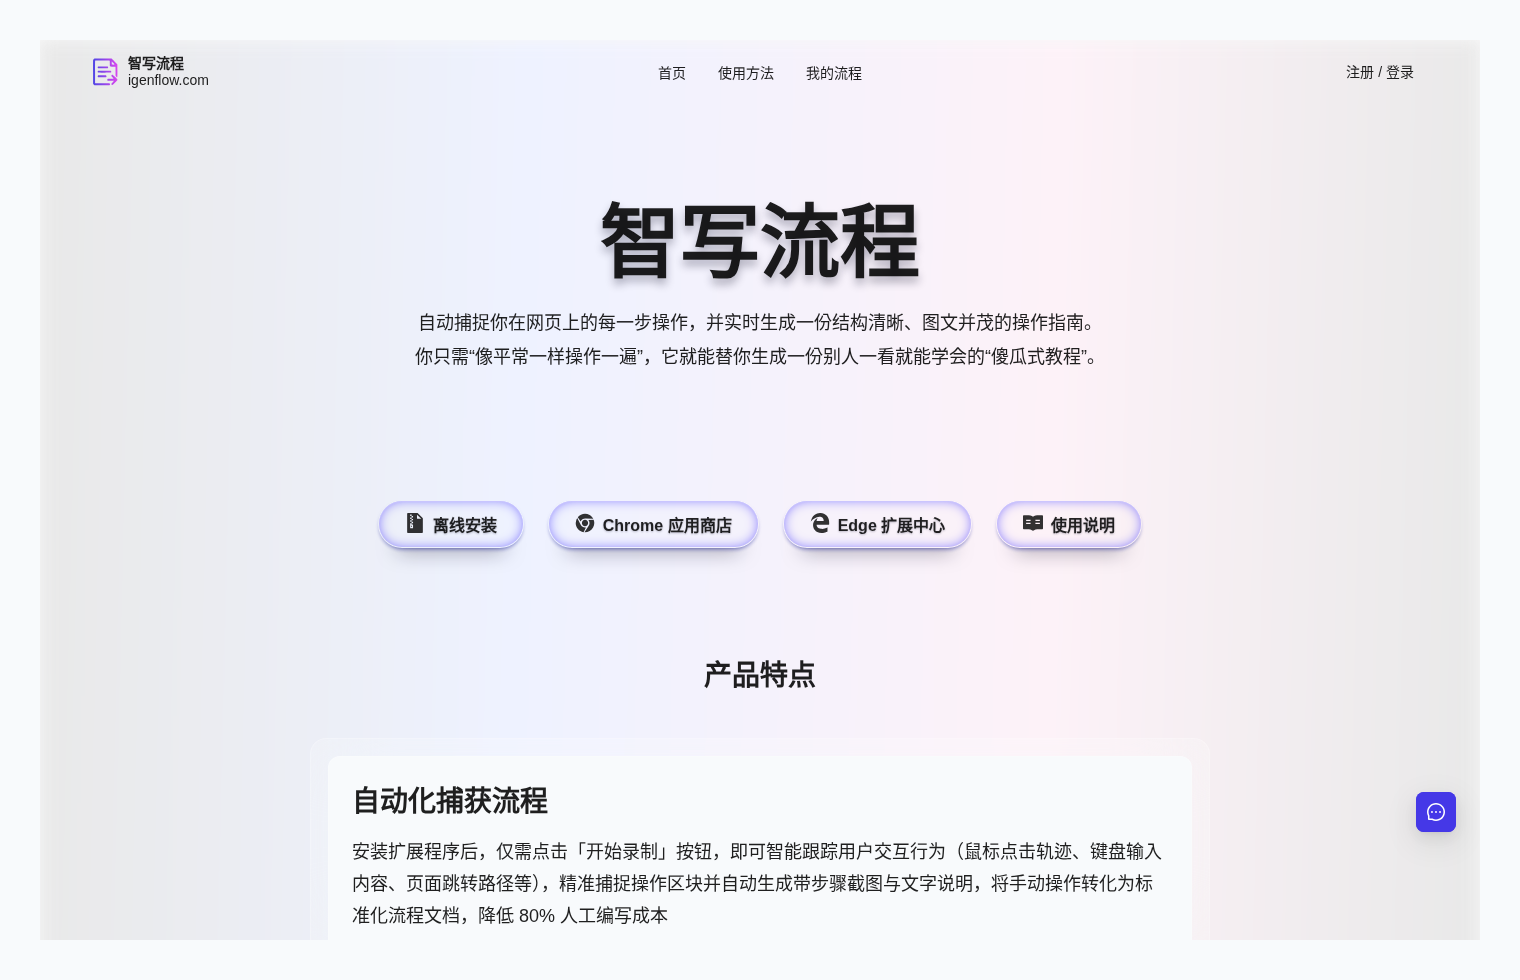 智写流程
igenflow.com
首页
使用方法
我的流程
注册 / 登录
智写流程
自动捕捉你在网页上的每一步操作，并实时生成一份结构清晰、图文并茂的操作指南。
你只需“像平常一样操作一遍”，它就能替你生成一份别人一看就能学会的“傻瓜式教程”。
离线安装
Chrome 应用商店
Edge 扩展中心
使用说明
产品特点
自动化捕获流程
安装扩展程序后，仅需点击「开始录制」按钮，即可智能跟踪用户交互行为（鼠标点击轨迹、键盘输入
内容、页面跳转路径等），精准捕捉操作区块并自动生成带步骤截图与文字说明，将手动操作转化为标
准化流程文档，降低 80% 人工编写成本